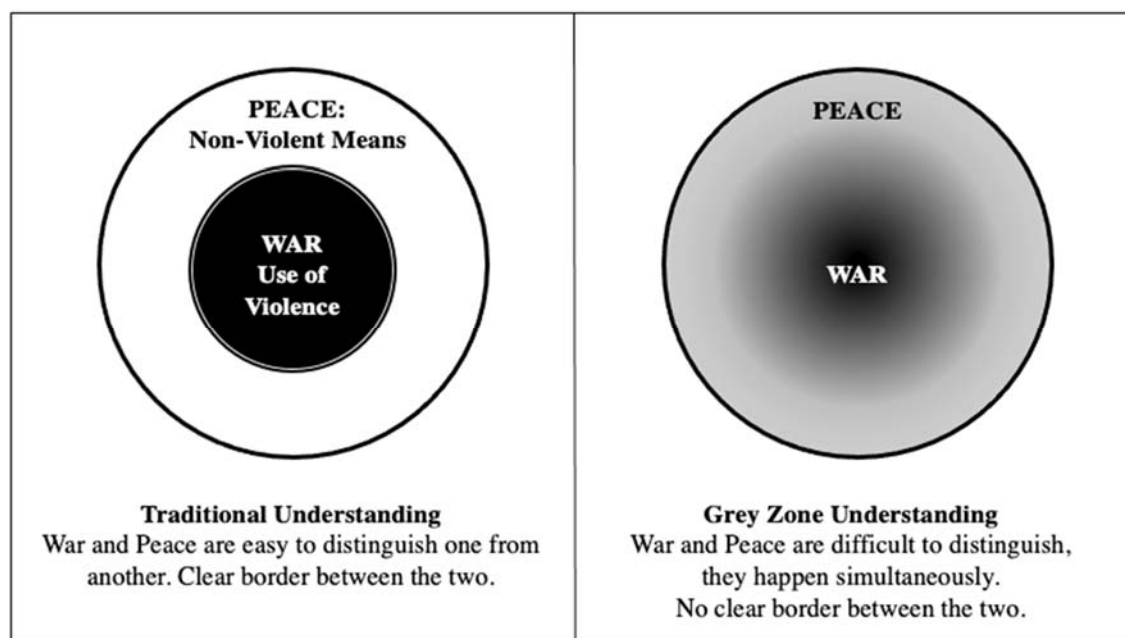 PEACE:
Non-Violent Means
WAR
Use of
Violence
Traditional Understanding
War and Peace are easy to distinguish one from
another. Clear border between the two.
PEACE
WAR
Grey Zone Understanding
War and Peace are difficult to distinguish,
they happen simultaneously.
No clear border between the two.